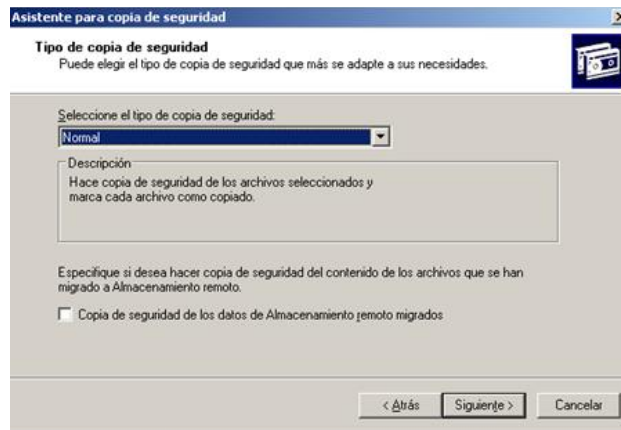 Asistente para copia de seguridad
Tipo de copia de seguridad
Puede elegir el tipo de copia de seguridad que más se adapte a sus necesidades.
Seleccione el tipo de copia de seguridad:
Normal
Descripción
Hace copia de seguridad de los archivos seleccionados y
marca cada archivo como copiado.
Especifique si desea hacer copia de seguridad del contenido de los archivos que se han
migrado a Almacenamiento remoto.
Copia de seguridad de los datos de Almacenamiento remoto migrados
< Atrás Siguiente > Cancelar